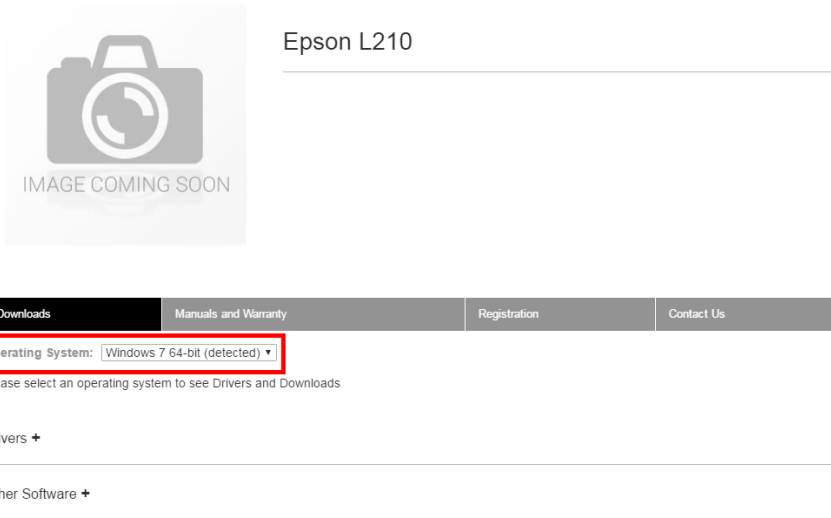 Epson L210
IMAGE COMING SOON
Downloads Manuals and Warranty Registration Contact Us
erating System: Windows 7 64-bit (detected)
ase select an operating system to see Drivers and Downloads
ivers +
her Software +